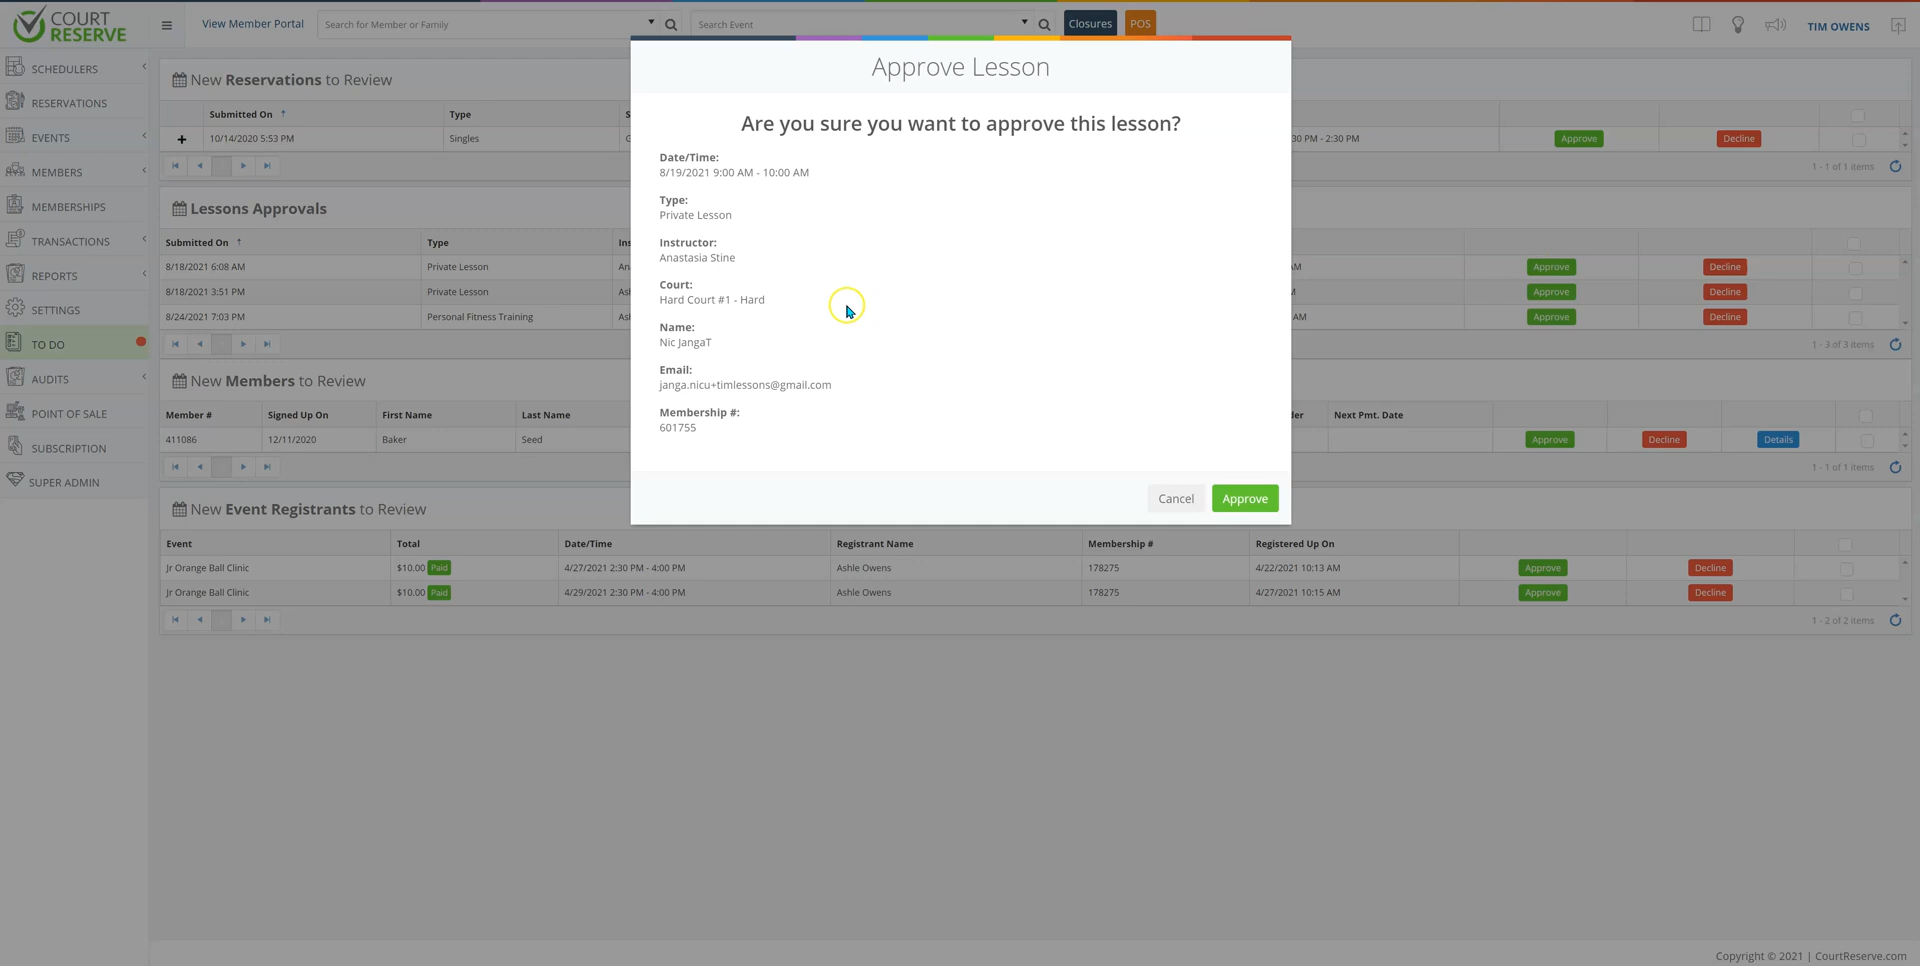 COURT
RESERVE
View Member Portal
Search for Member or Family
Search Event
Closures
POS
TIM OWENS
SCHEDULERS
RESERVATIONS
EVENTS
MEMBERS
MEMBERSHIPS
TRANSACTIONS
REPORTS
SETTINGS
TO DO
AUDITS
POINT OF SALE
SUBSCRIPTION
SUPER ADMIN
New Reservations to Review
Submitted On Type
10/14/2020 5:53 PM Singles 30 PM - 2:30 PM Approve Decline
1 - 1 of 1 items
Lessons Approvals
Submitted On Type Ins
8/18/2021 6:08 AM Private Lesson An Approve Decline
8/18/2021 3:51 PM Private Lesson Asl Approve Decline
8/24/2021 7:03 PM Personal Fitness Training Asl AM Approve Decline
1 - 3 of 3 items
New Members to Review
Member # Signed Up On First Name Last Name der Next Pmt. Date
411086 12/11/2020 Baker Seed Approve Decline Details
1 - 1 of 1 items
New Event Registrants to Review
Event Total Date/Time Registrant Name Membership # Registered Up On
Jr Orange Ball Clinic $10.00 Paid 4/27/2021 2:30 PM - 4:00 PM Ashle Owens 178275 4/22/2021 10:13 AM Approve Decline
Jr Orange Ball Clinic $10.00 Paid 4/29/2021 2:30 PM - 4:00 PM Ashle Owens 178275 4/27/2021 10:15 AM Approve Decline
1 - 2 of 2 items
Approve Lesson
Are you sure you want to approve this lesson?
Date/Time:
8/19/2021 9:00 AM - 10:00 AM
Type:
Private Lesson
Instructor:
Anastasia Stine
Court:
Hard Court #1 - Hard
Name:
Nic JangaT
Email:
janga.nicu+timlessons@gmail.com
Membership #:
601755
Cancel
Approve
Copyright © 2021 | CourtReserve.com